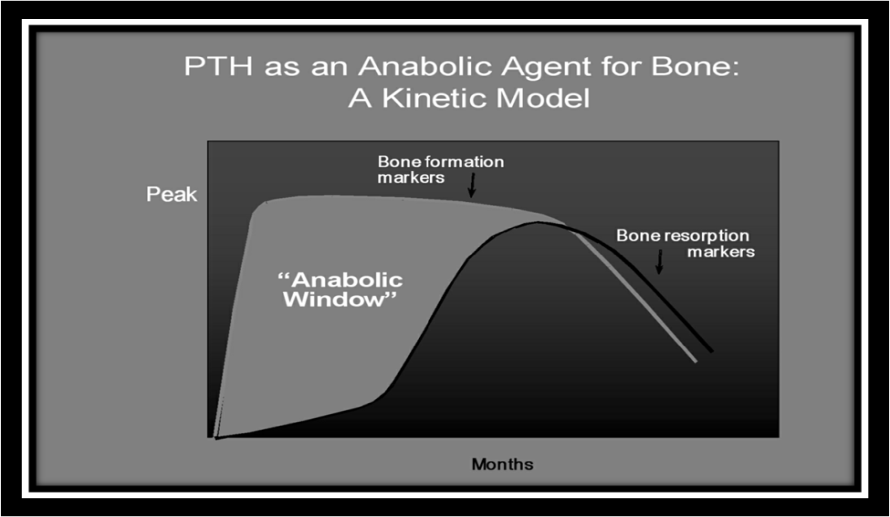 PTH as an Anabolic Agent for Bone:
A Kinetic Model
Peak
Bone formation
markers
Bone resorption
markers
“Anabolic
Window”
Months